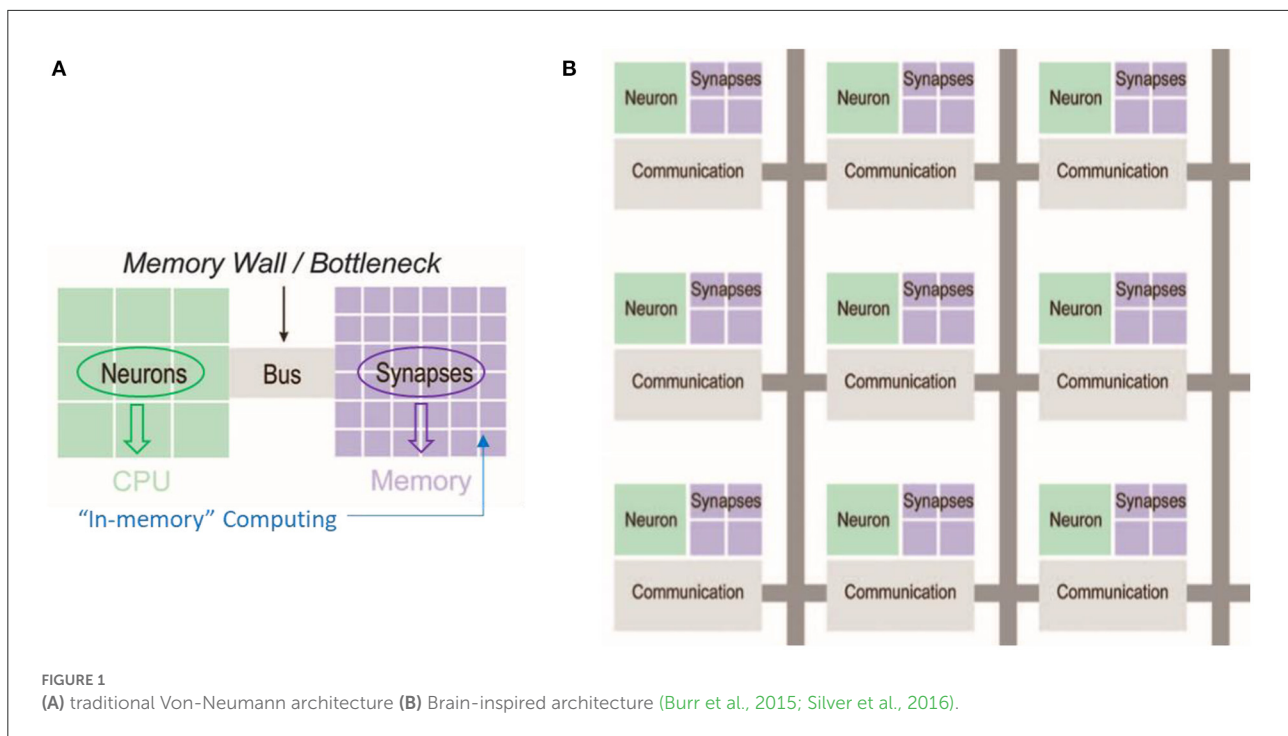 A
Memory Wall / Bottleneck
Neurons
Bus
Synapses
CPU
Memory
“In-memory” Computing
B
Neuron
Synapses
Communication
Neuron
Synapses
Communication
Neuron
Synapses
Communication
Neuron
Synapses
Communication
Neuron
Synapses
Communication
Neuron
Synapses
Communication
Neuron
Synapses
Communication
Neuron
Synapses
Communication
Neuron
Synapses
Communication
FIGURE 1
(A) traditional Von-Neumann architecture (B) Brain-inspired architecture (Burr et al., 2015; Silver et al., 2016).